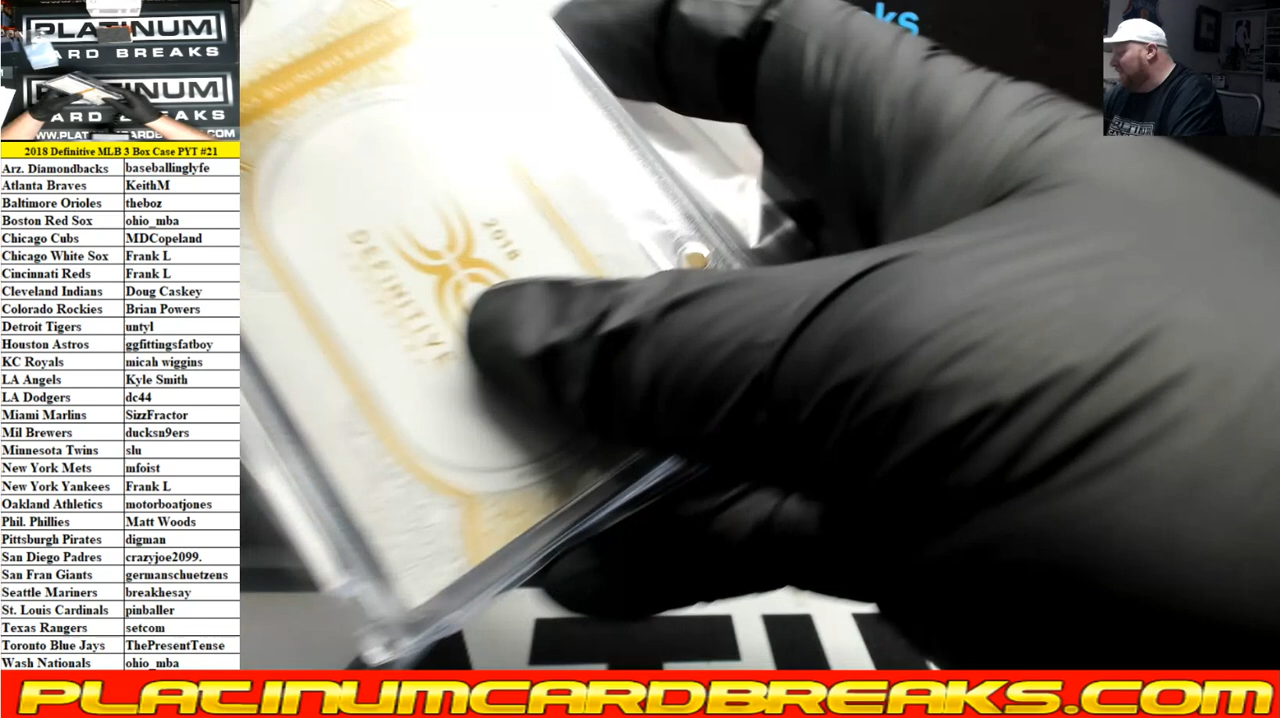 PLATINUM
CARD BREAKS
PLATINUM
CARD BREAKS
WWW.PLATINUMCARDBREAKS.COM
ks
2018 Definitive MLB 3 Box Case PYT #21
Arz. Diamondbacks baseballinglyfe
Atlanta Braves KeithM
Baltimore Orioles theboz
Boston Red Sox ohio_mba
Chicago Cubs MDCopeland
Chicago White Sox Frank L
Cincinnati Reds Frank L
Cleveland Indians Doug Caskey
Colorado Rockies Brian Powers
Detroit Tigers untyl
Houston Astros ggfittingsfatboy
KC Royals micah wiggins
LA Angels Kyle Smith
LA Dodgers dc44
Miami Marlins SizzFractor
Mil Brewers ducksn9ers
Minnesota Twins slu
New York Mets mfoist
New York Yankees Frank L
Oakland Athletics motorboatjones
Phil. Phillies Matt Woods
Pittsburgh Pirates digman
San Diego Padres crazyjoe2099.
San Fran Giants germanschuetzens
Seattle Mariners breakhesay
St. Louis Cardinals pinballer
Texas Rangers setcom
Toronto Blue Jays ThePresentTense
Wash Nationals ohio_mba
2018
DEFINITIVE
PLATINUMCARDBREAKS.COM